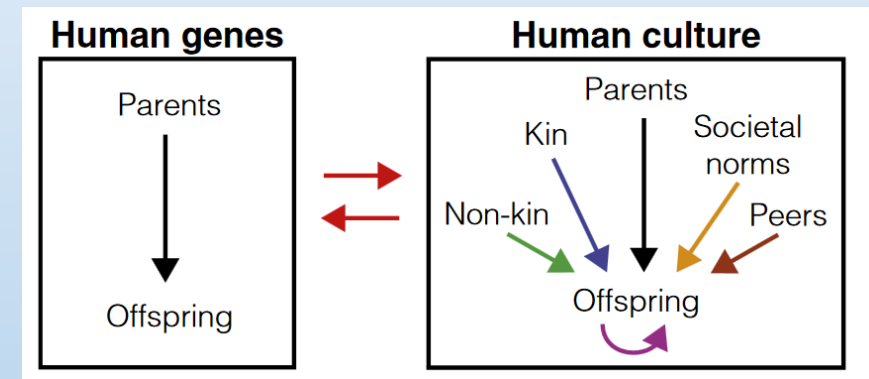 Human genes
Parents
Offspring
Human culture
Parents
Kin
Societal
norms
Non-kin
Peers
Offspring